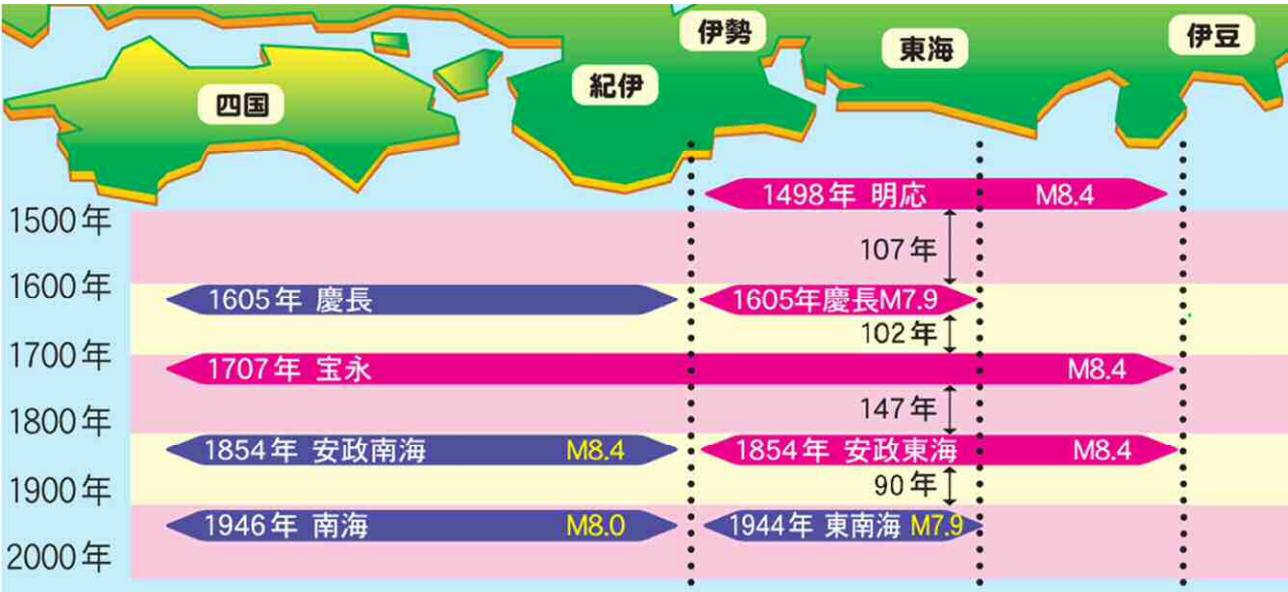 伊勢
東海
伊豆
紀伊
四国
1498年 明応 M8.4
1500年
107年
1600年
1605年 慶長
1605年慶長M7.9
102年
1700年
1707年 宝永 M8.4
147年
1800年
1854年 安政南海 M8.4
1854年 安政東海 M8.4
90年
1900年
1946年 南海 M8.0
1944年 東南海 M7.9
2000年